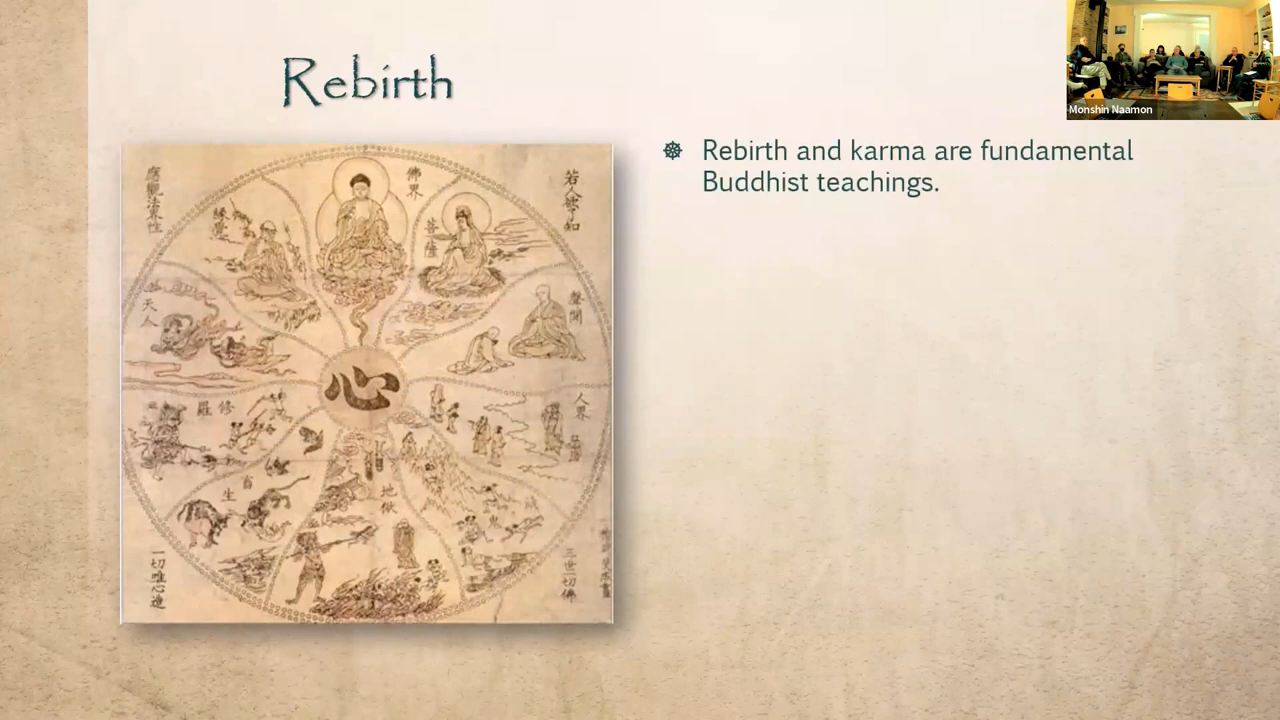 Rebirth
Monshin Naamon
Rebirth and karma are fundamental
Buddhist teachings.
若人欲了知
三世一切佛
應觀法界性
一切唯心造
佛界
菩薩
緣覺
聲聞
天人
人界
修羅
畜生
地獄
鬼
心